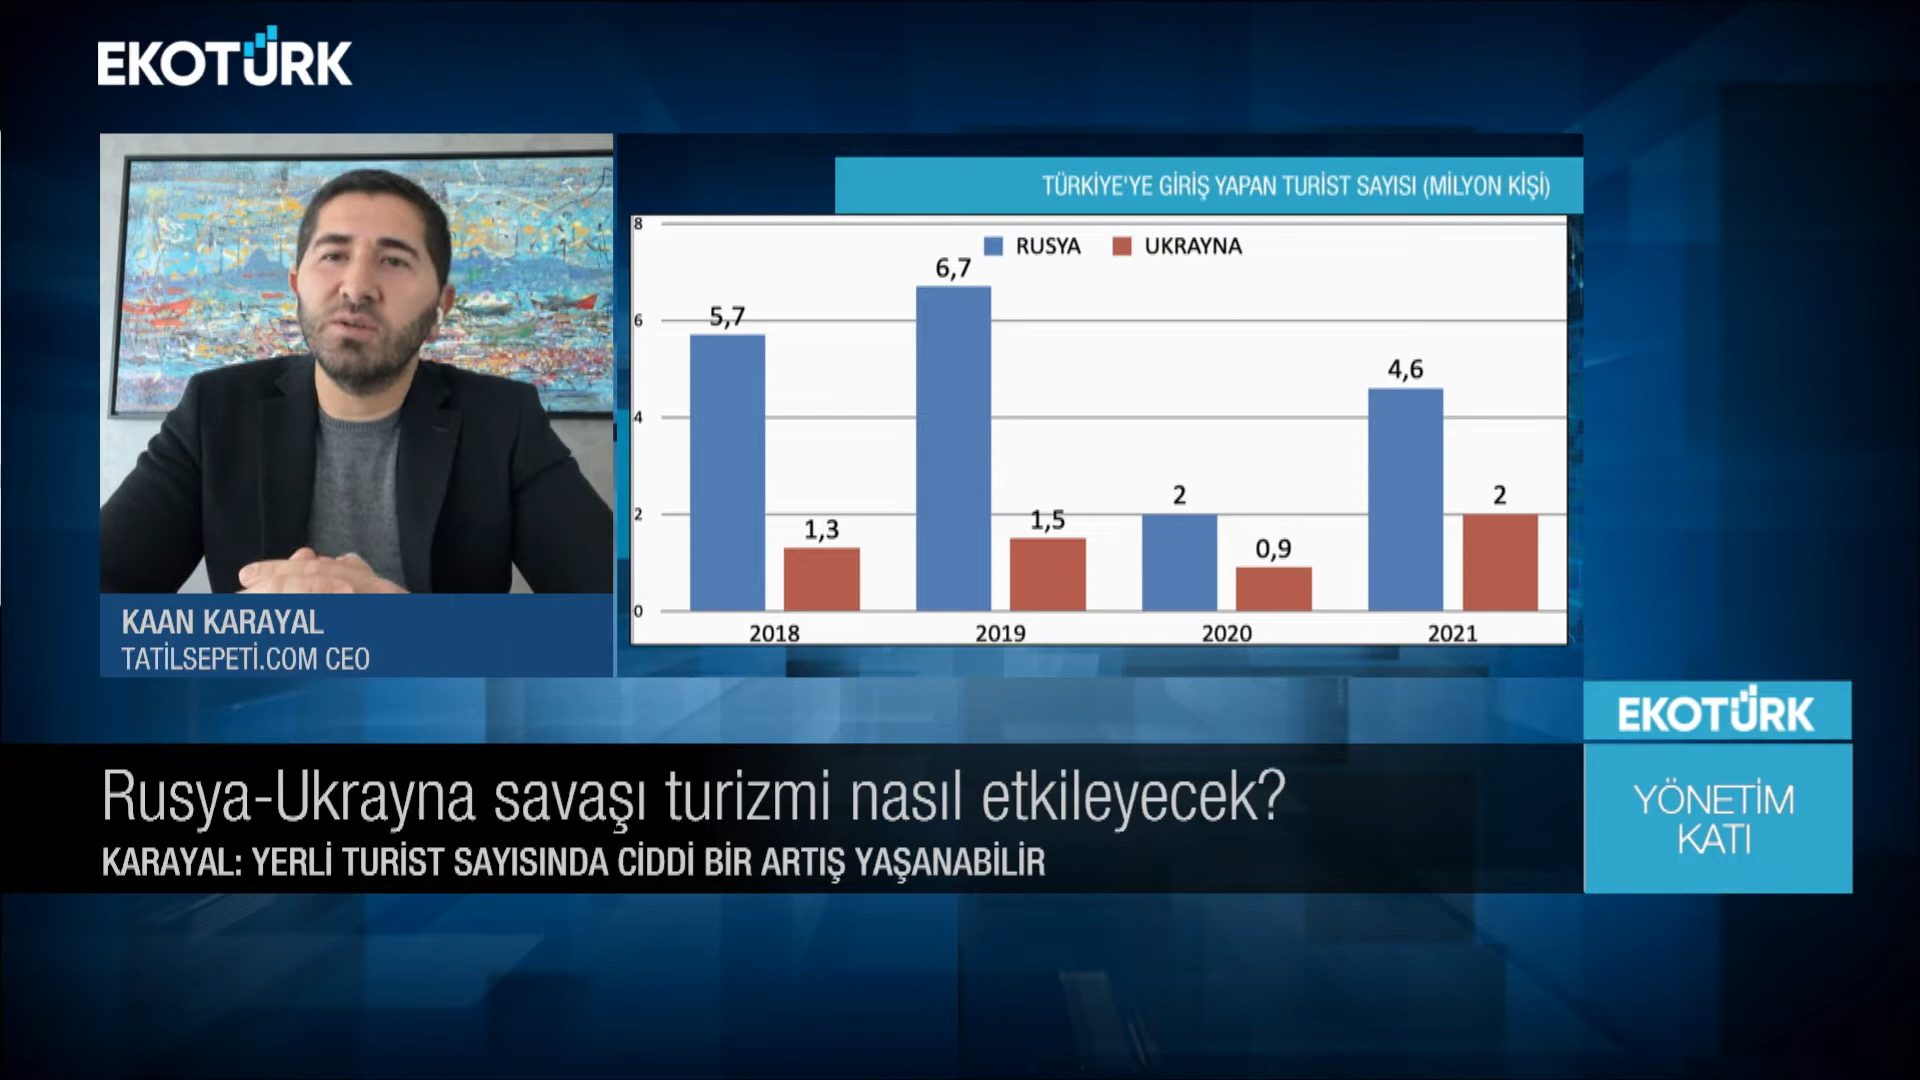 EKOTÜRK
TÜRKİYE'YE GİRİŞ YAPAN TURİST SAYISI (MİLYON KİŞİ)
RUSYA UKRAYNA
8
6
4
2
0
5,7
1,3
6,7
1,5
2
0,9
4,6
2
2018 2019 2020 2021
KAAN KARAYAL
TATİLSEPETİ.COM CEO
EKOTÜRK
YÖNETİM
KATI
Rusya-Ukrayna savaşı turizmi nasıl etkileyecek?
KARAYAL: YERLİ TURİST SAYISINDA CİDDİ BİR ARTIŞ YAŞANABİLİR